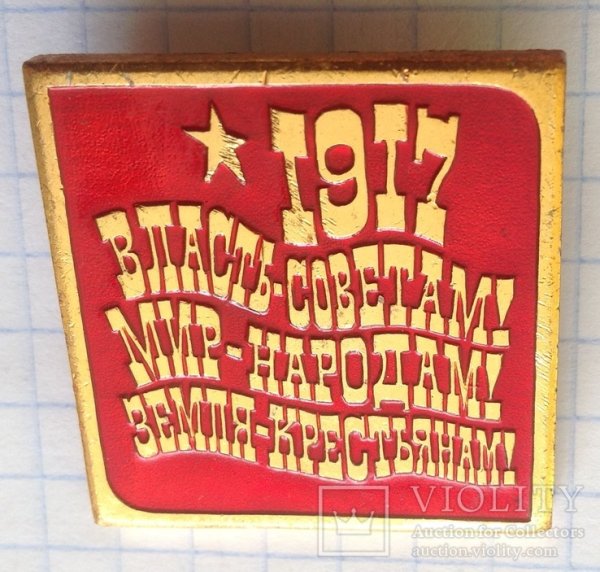 1917
ВЛАСТЬ-СОВЕТАМ!
МИР-НАРОДАМ!
ЗЕМЛЯ-КРЕСТЬЯНАМ!
VIOLITY
Auction for Collectors
auction.violity.com